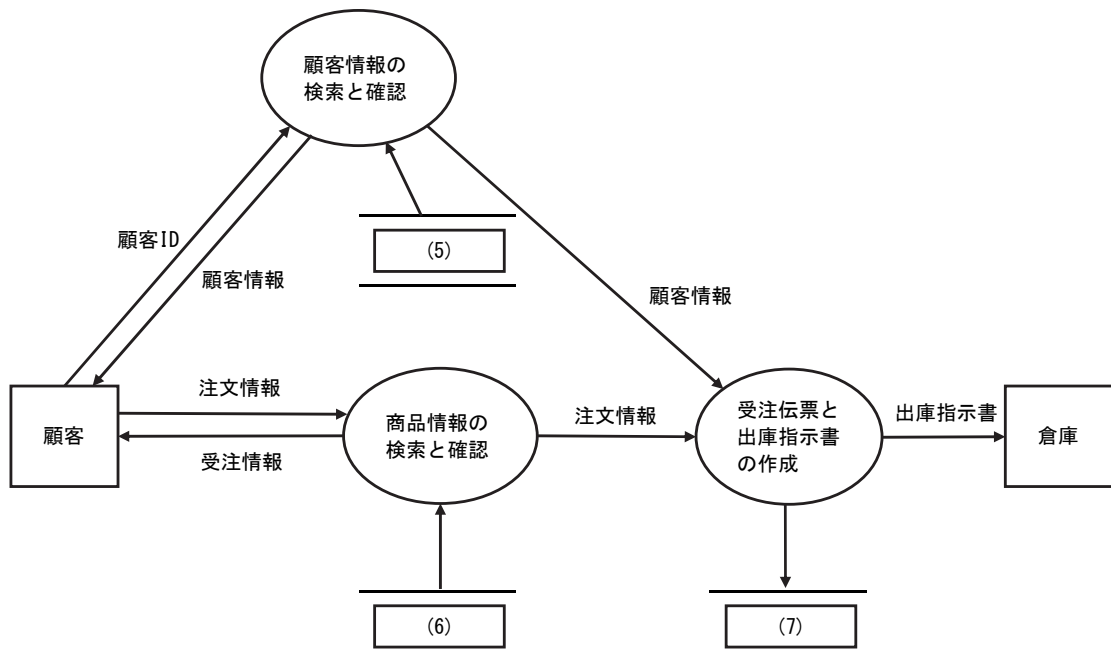 顧客情報の
検索と確認
顧客ID
顧客情報
(5)
顧客情報
注文情報
顧客
受注情報
商品情報の
検索と確認
注文情報
受注伝票と
出庫指示書
の作成
出庫指示書
倉庫
(6)
(7)